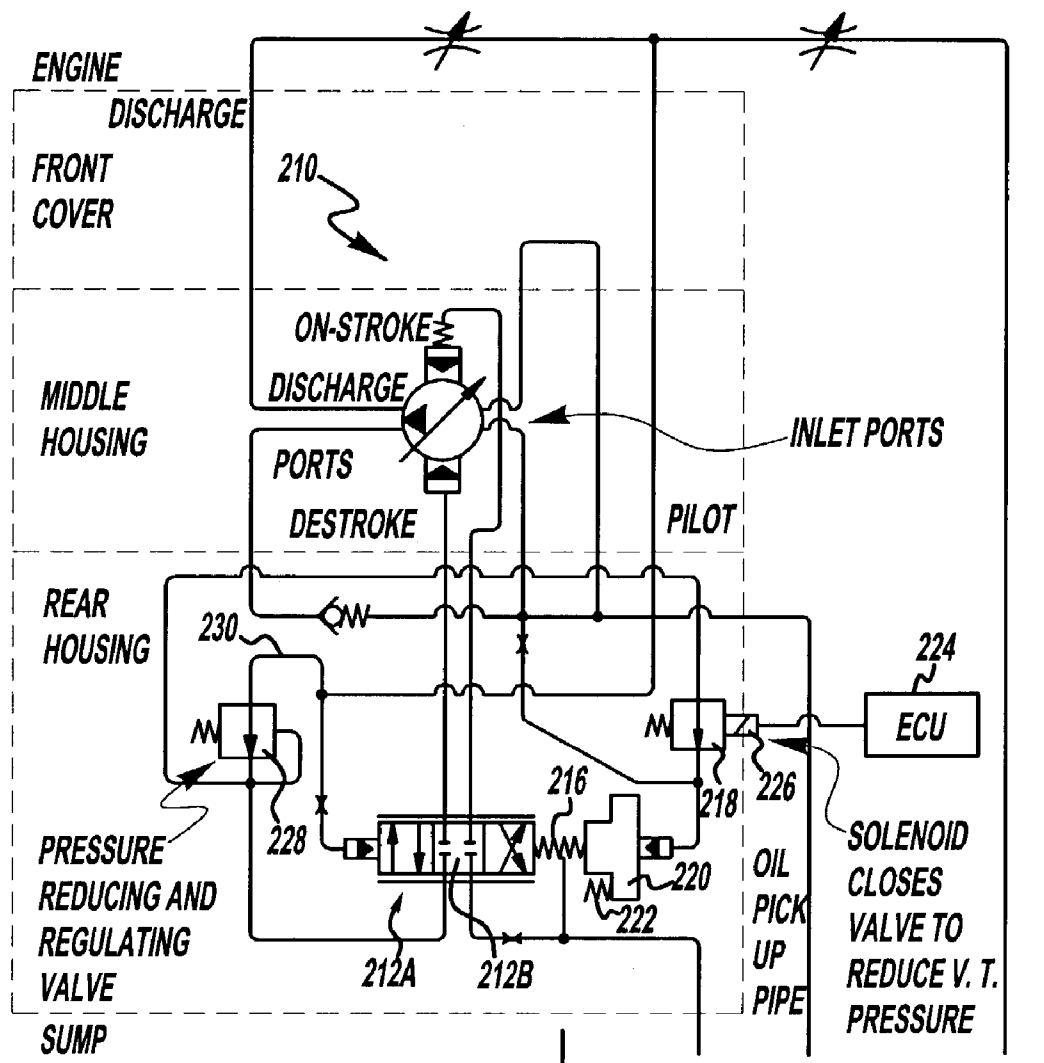 ENGINE
DISCHARGE
FRONT
COVER
210
ON-STROKE
DISCHARGE
MIDDLE
HOUSING
INLET PORTS
PORTS
DESTROKE
PILOT
REAR
HOUSING
230
224
ECU
216
218
226
228
PRESSURE
REDUCING AND
REGULATING
VALVE
220
222
212A
212B
OIL
PICK
UP
PIPE
SOLENOID
CLOSES
VALVE TO
REDUCE V. T.
PRESSURE
SUMP